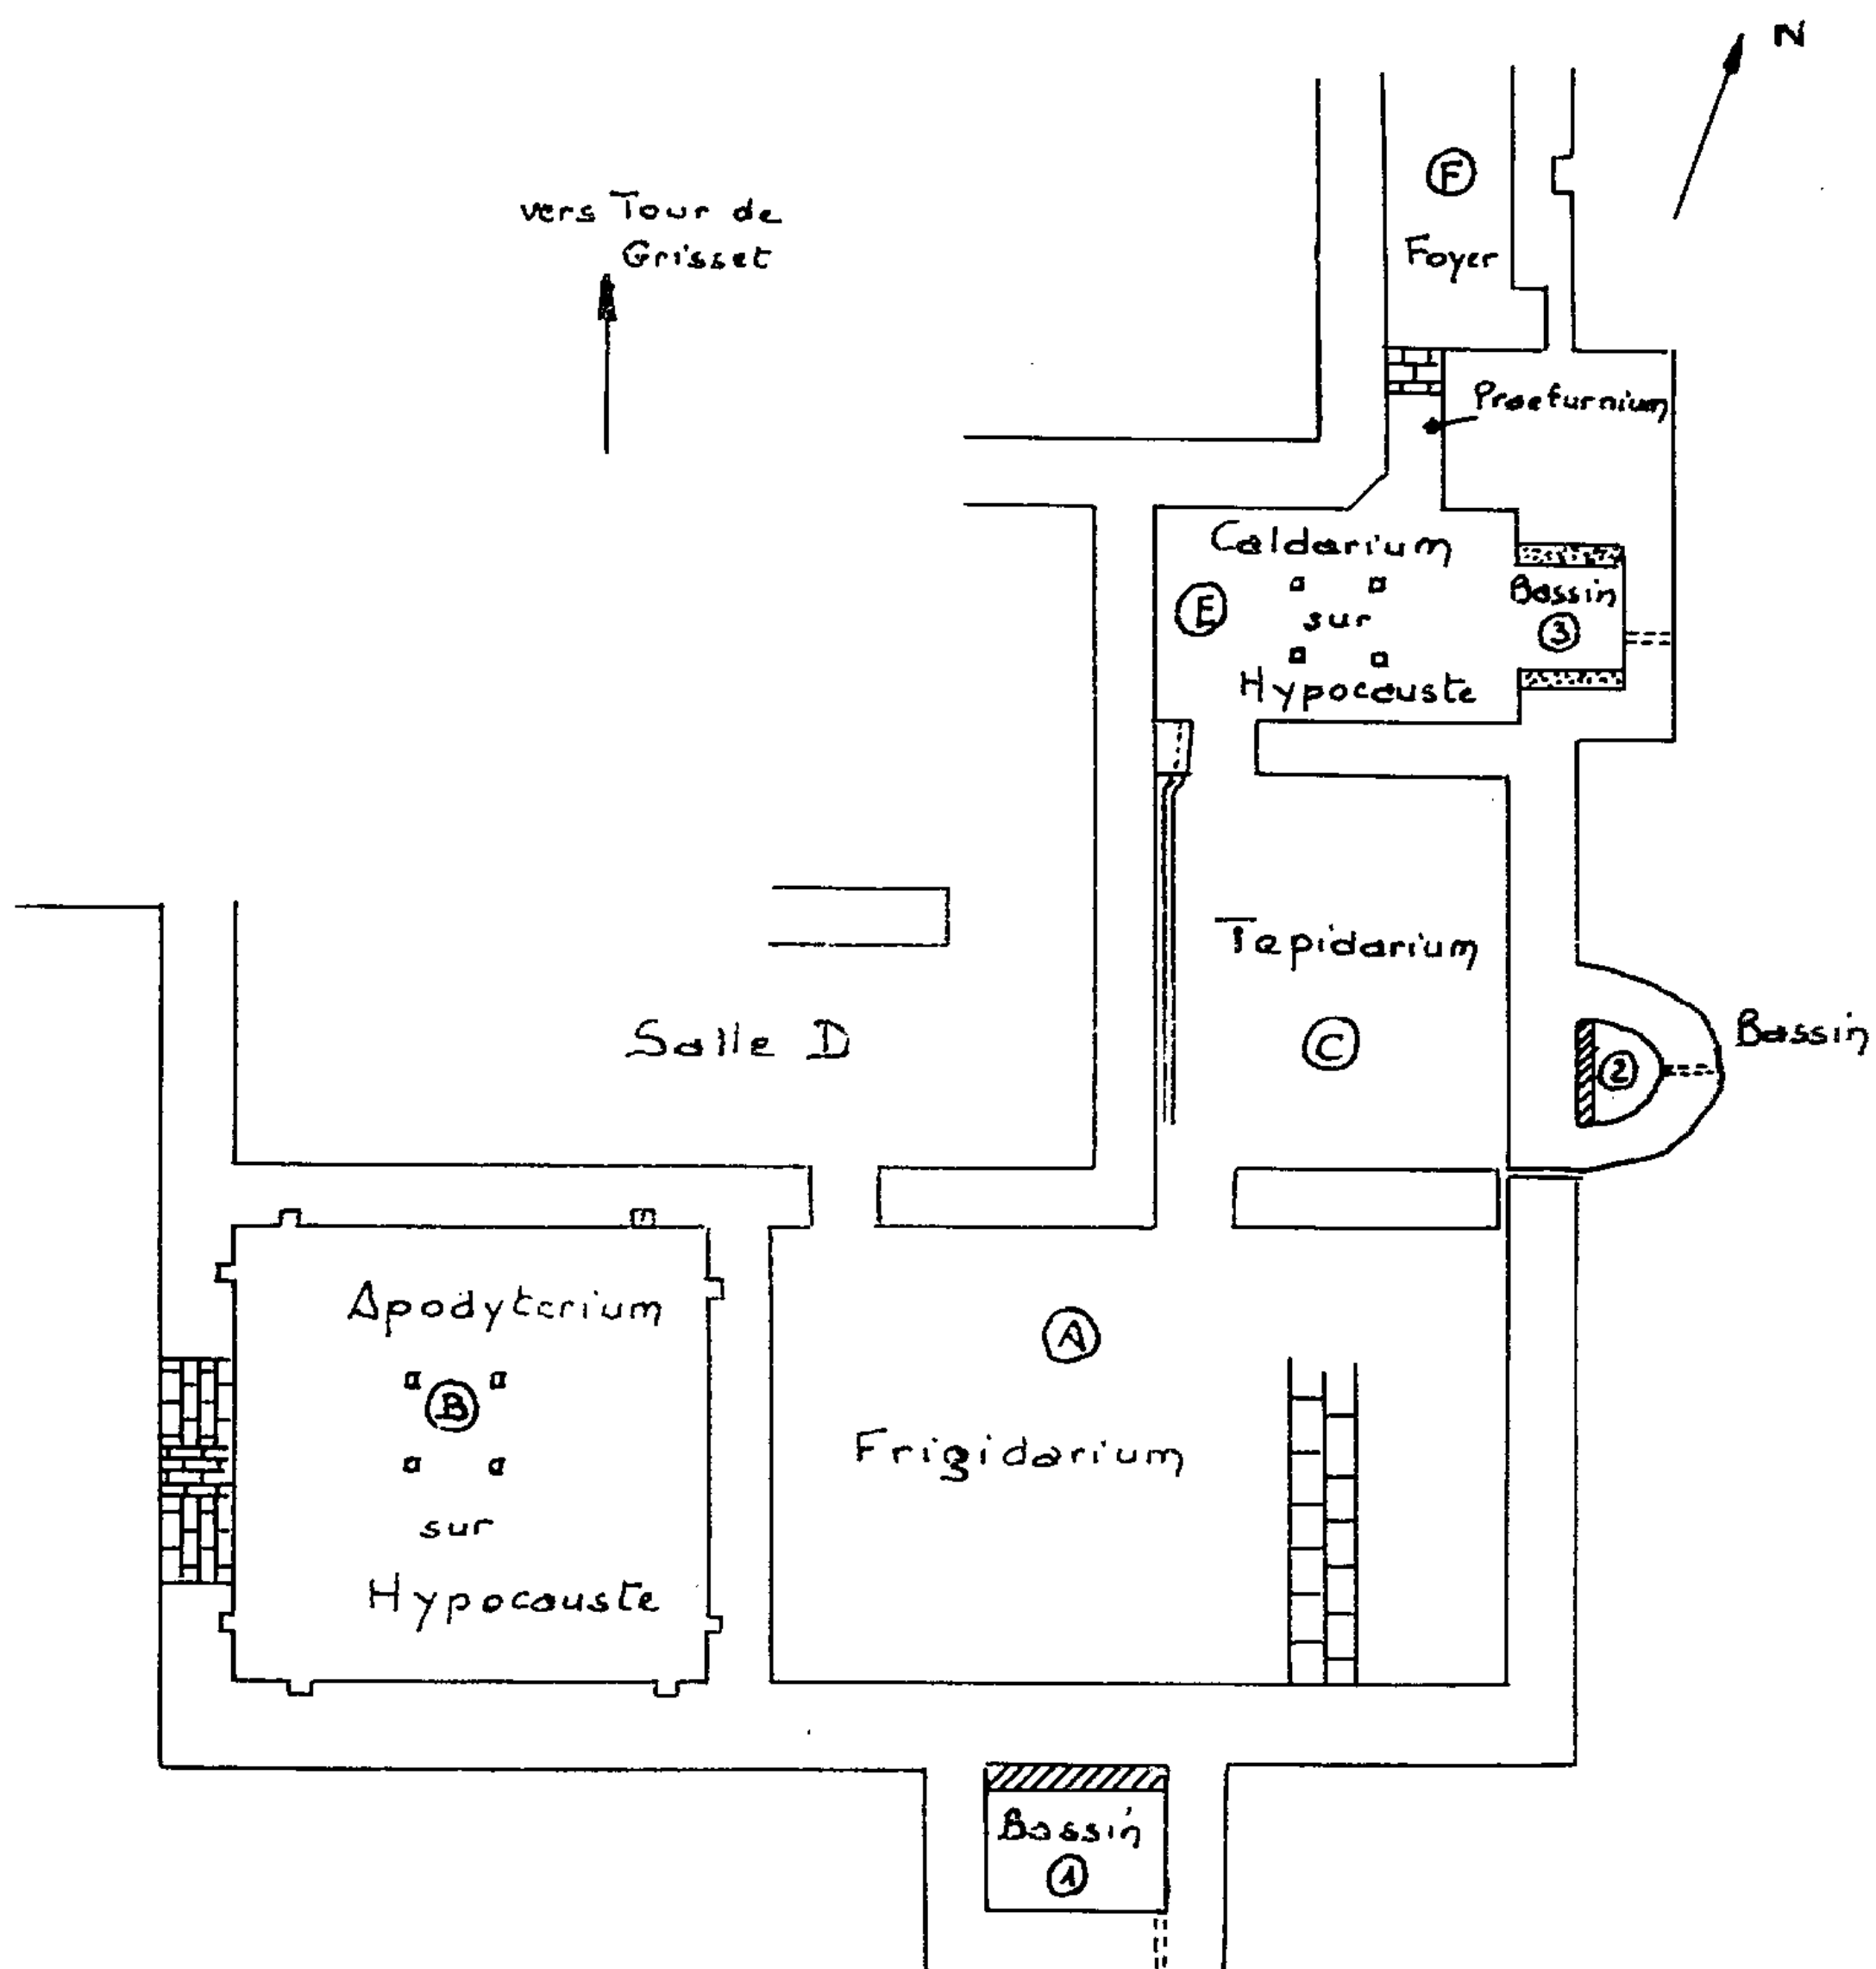 N
vers Tour de
Grisset
F
Foyer
Praefurnium
Caldarium
E
sur
Hypocauste
Bassin
3
Tepidarium
C
Bassin
2
Salle D
Apodyterium
B
sur
Hypocauste
A
Frigidarium
Bassin
1